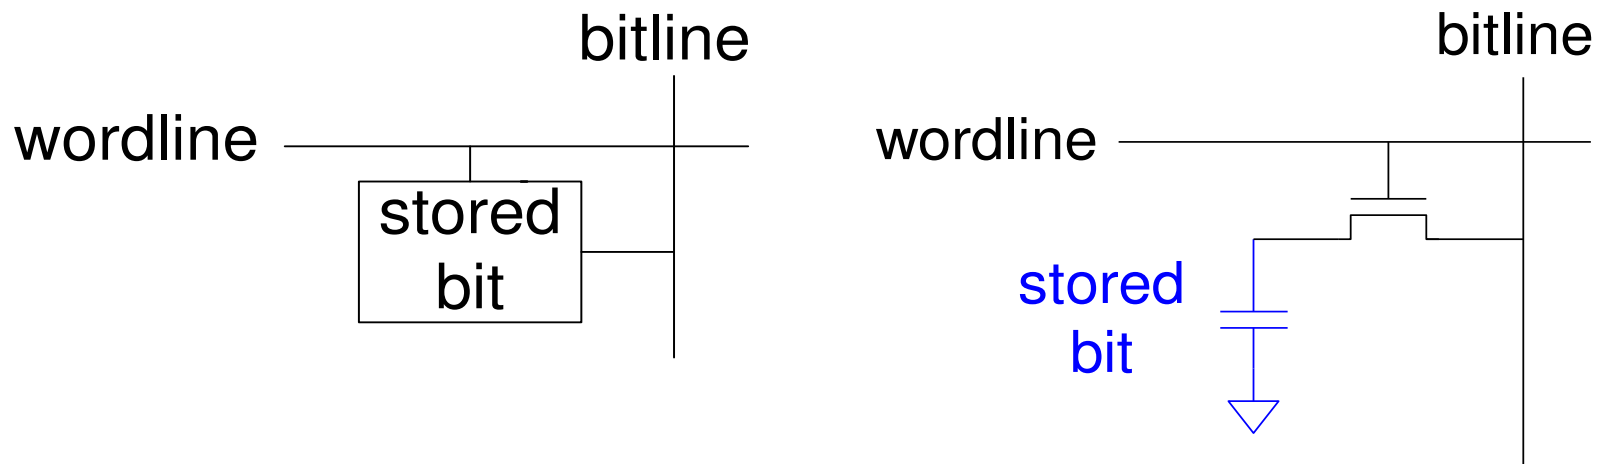 bitline
wordline
stored
bit
bitline
wordline
stored
bit